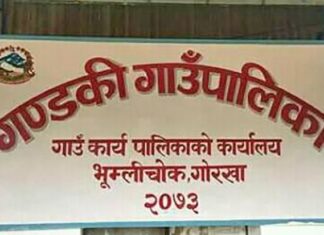 गण्डकी गाउँपालिका
गाउँ कार्य पालिकाको कार्यालय
भूम्लीचोक,गोरखा
२०७३